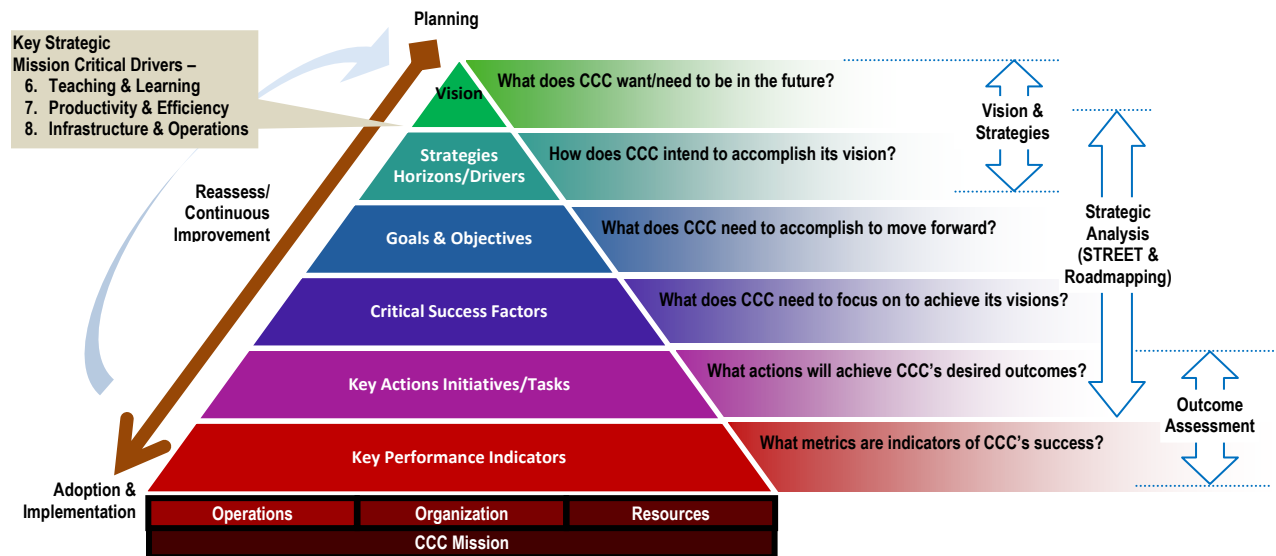 Planning
Key Strategic
Mission Critical Drivers –
6. Teaching & Learning
7. Productivity & Efficiency
8. Infrastructure & Operations
Vision
What does CCC want/need to be in the future?
Vision &
Strategies
Strategies
Horizons/Drivers
How does CCC intend to accomplish its vision?
Reassess/
Continuous
Improvement
Goals & Objectives
What does CCC need to accomplish to move forward?
Strategic
Analysis
(STREET &
Roadmapping)
Critical Success Factors
What does CCC need to focus on to achieve its visions?
Key Actions Initiatives/Tasks
What actions will achieve CCC’s desired outcomes?
Outcome
Assessment
Key Performance Indicators
What metrics are indicators of CCC’s success?
Adoption &
Implementation
Operations
Organization
Resources
CCC Mission